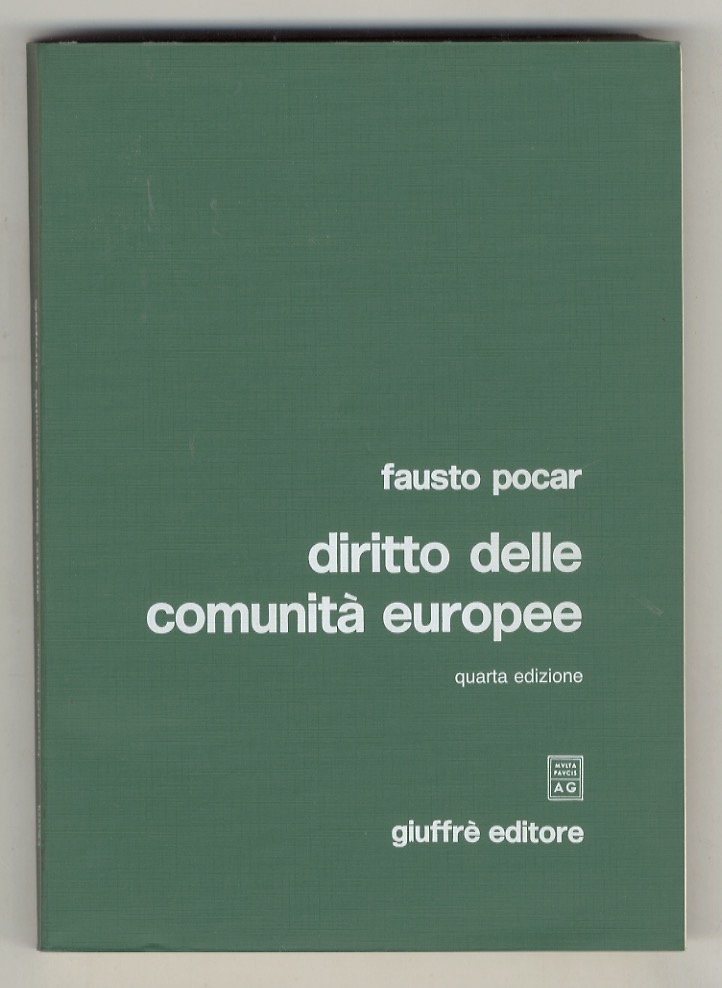 fausto pocar
diritto delle
comunità europee
quarta edizione
MVLTA
PAVCIS
AG
giuffrè editore